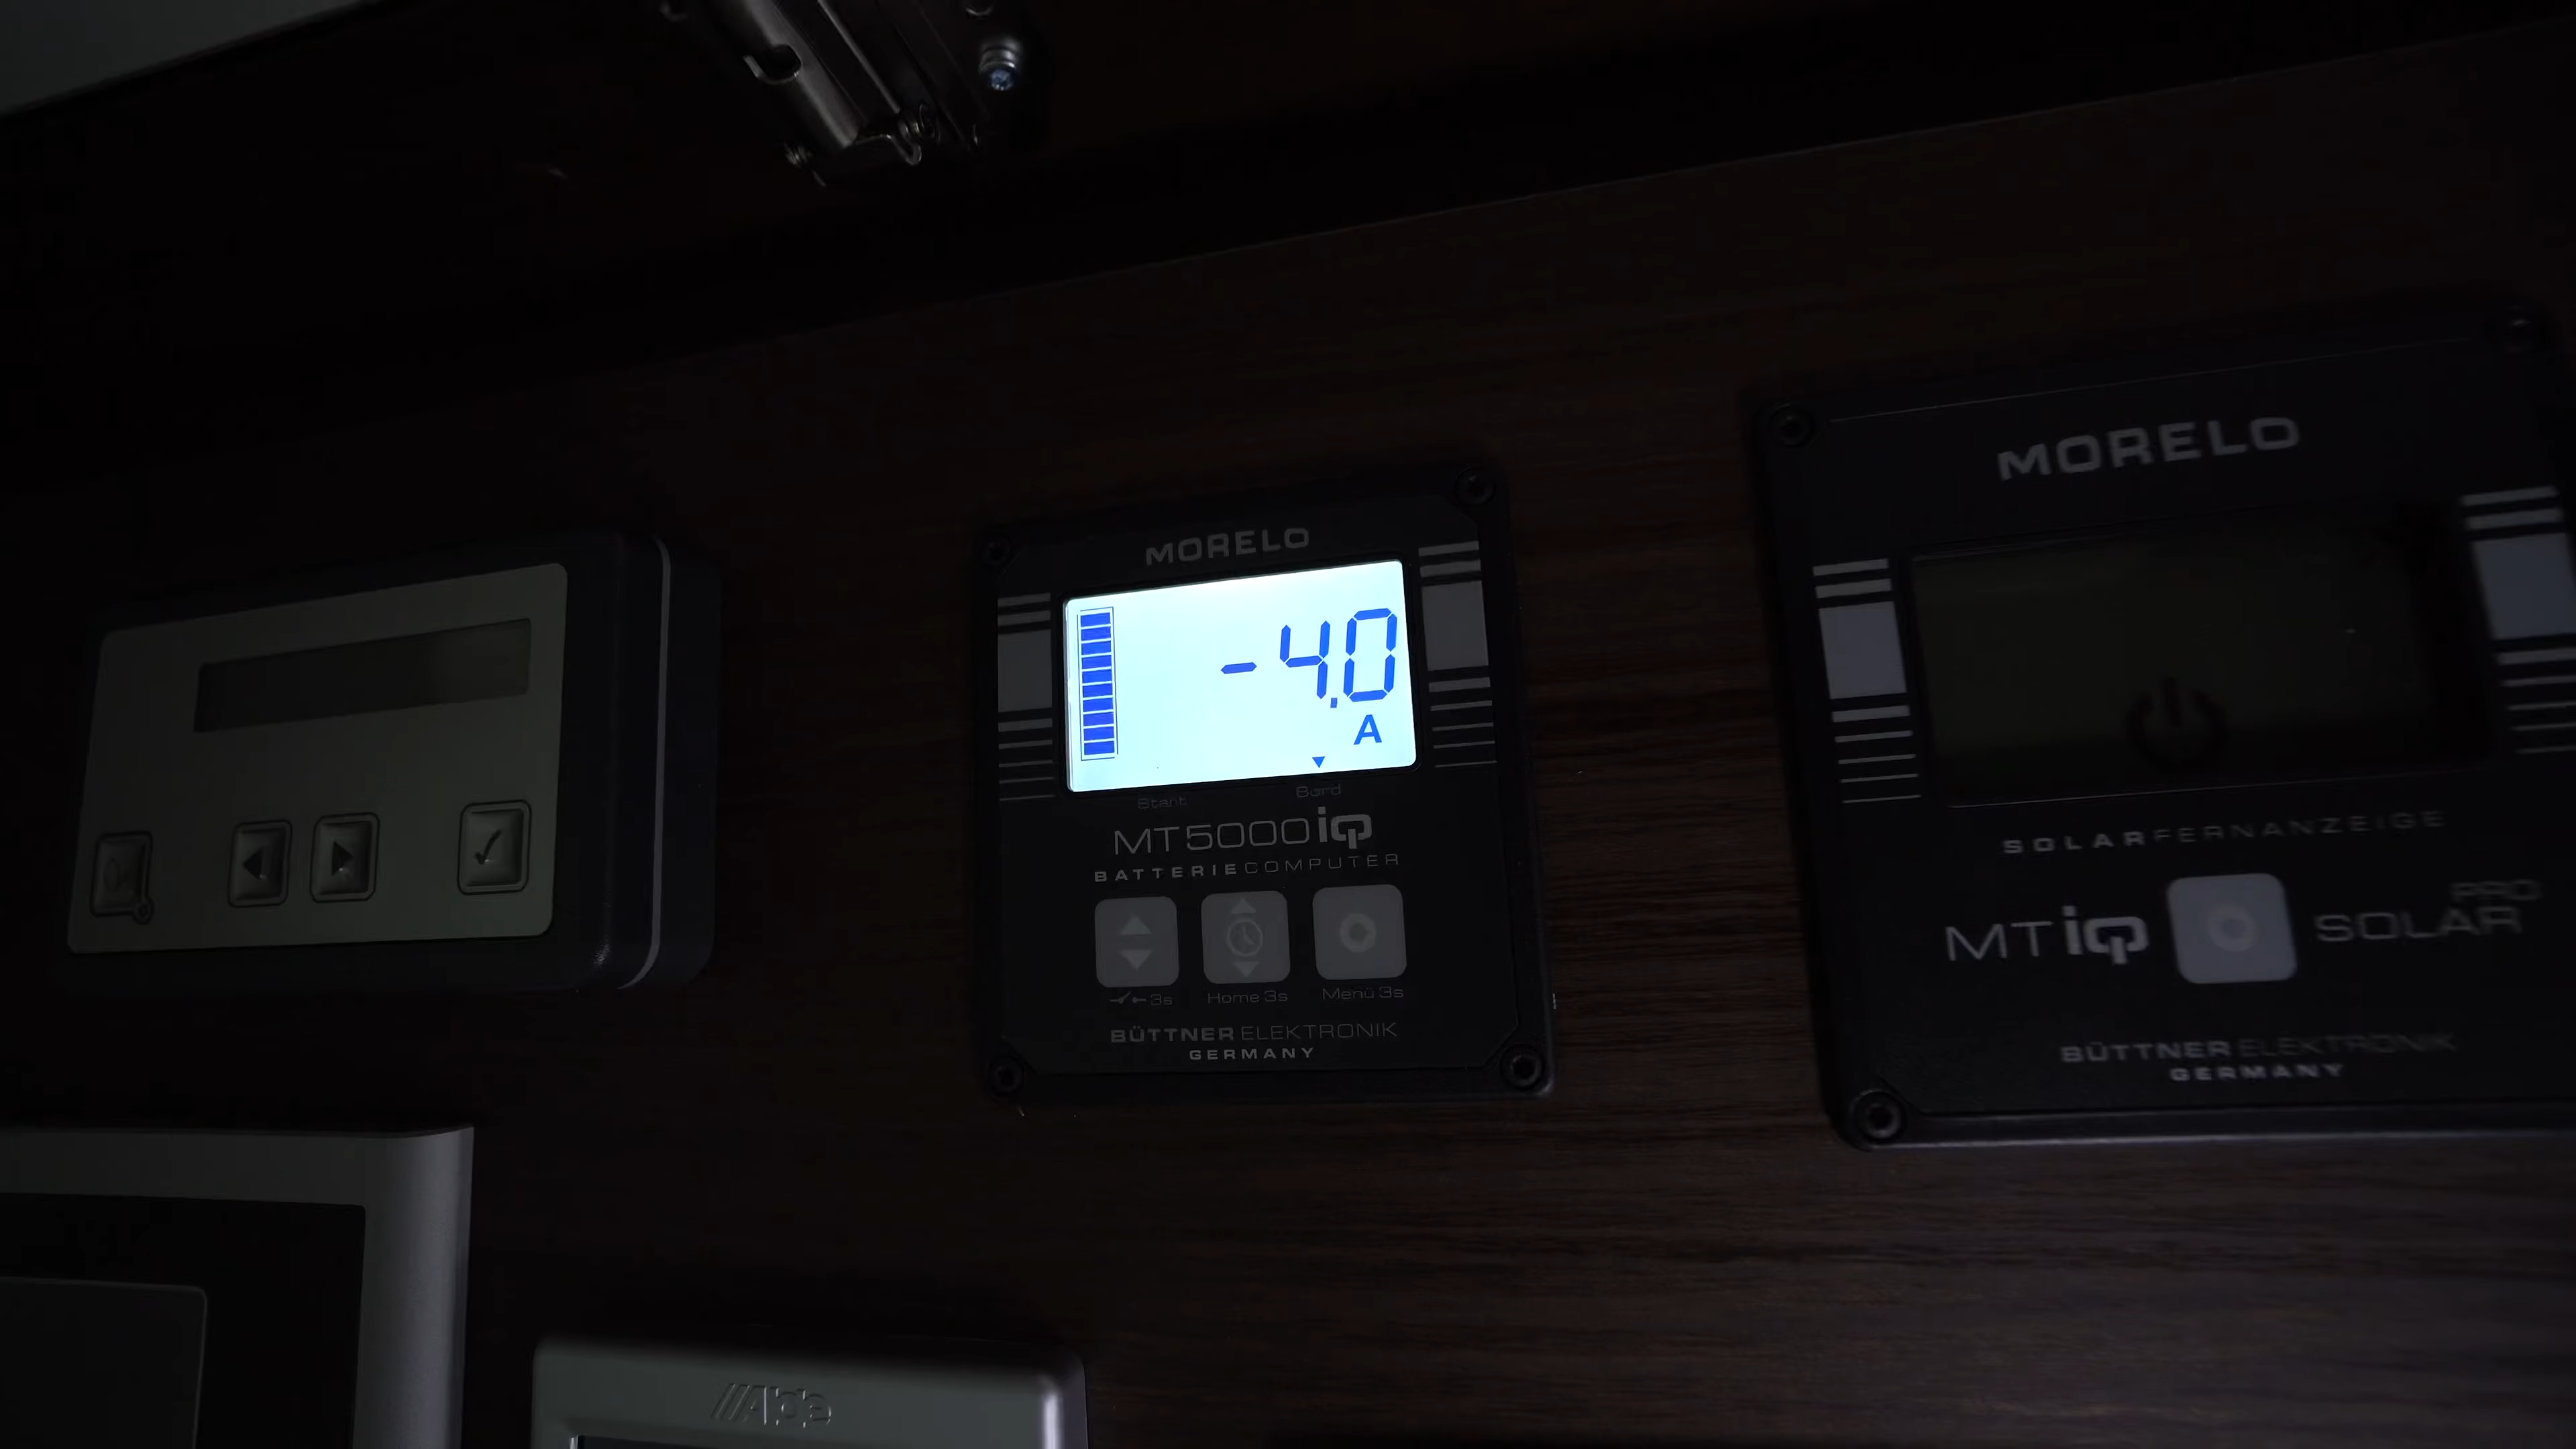 MORELO
-4.0
A
Start Bord
MT5000iQ
BATTERIECOMPUTER
3s Home 3s Menü 3s
BÜTTNER ELEKTRONIK
GERMANY
MORELO
SOLARFERNANZEIGE
MT iQ SOLAR PRO
BÜTTNER ELEKTRONIK
GERMANY
Alde